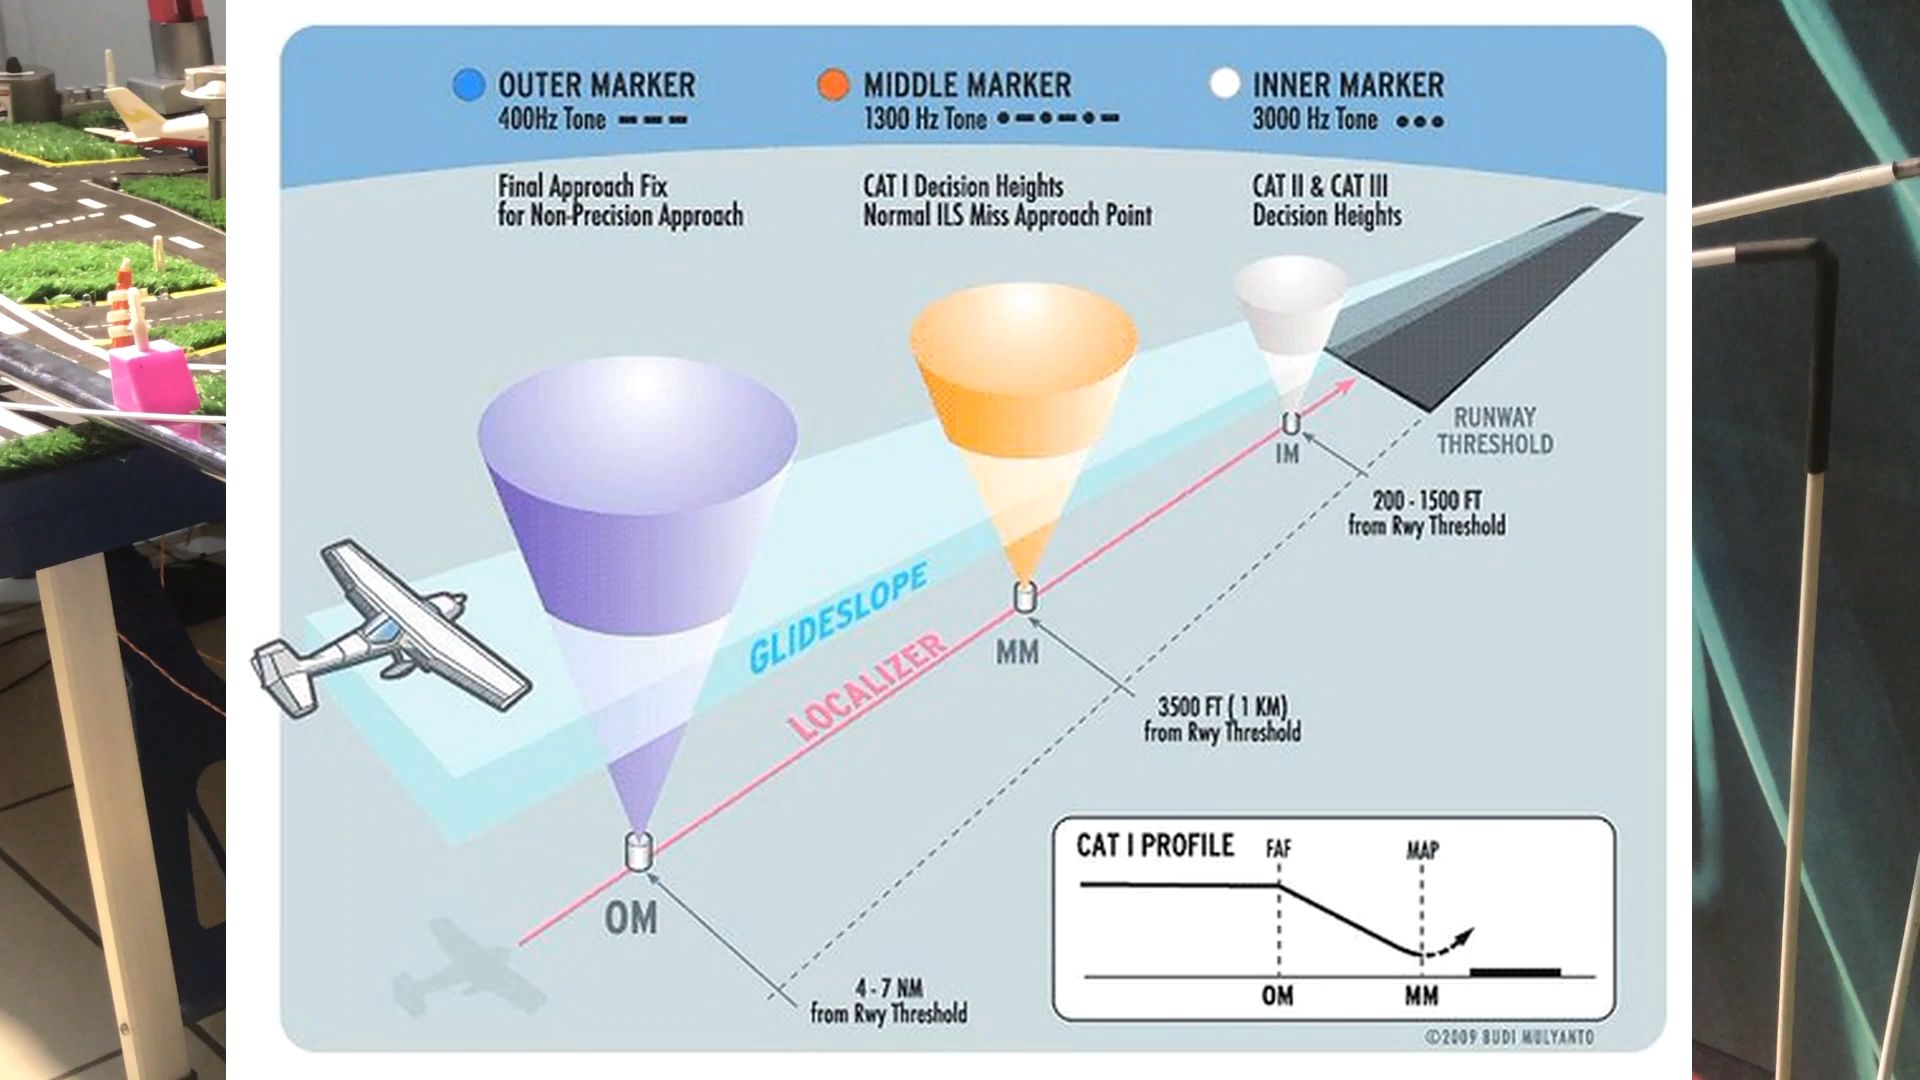 OUTER MARKER
400Hz Tone
Final Approach Fix
for Non-Precision Approach
MIDDLE MARKER
1300 Hz Tone
CAT I Decision Heights
Normal ILS Miss Approach Point
INNER MARKER
3000 Hz Tone
CAT II & CAT III
Decision Heights
RUNWAY
THRESHOLD
IM
200 - 1500 FT
from Rwy Threshold
GLIDESLOPE
LOCALIZER
MM
3500 FT ( 1 KM)
from Rwy Threshold
OM
4 - 7 NM
from Rwy Threshold
CAT I PROFILE
FAF
MAP
OM
MM
©2009 BUDI MULYANTO